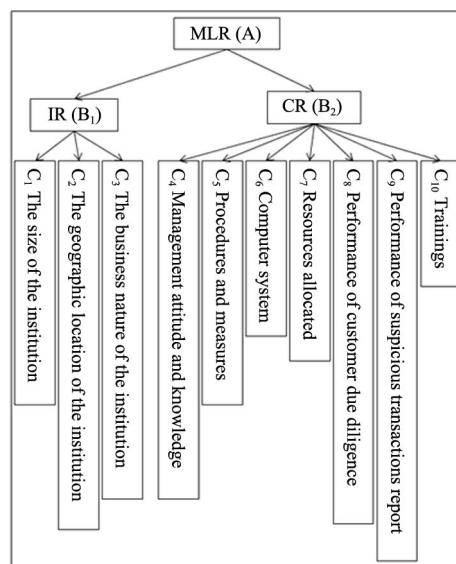 MLR (A)
IR (B₁)
CR (B₂)
C₁ The size of the
institution
C₂ The geographic location
of the institution
C₃ The business nature
of the institution
C₄ Management attitude
and knowledge
C₅ Procedures and
measures
C₆ Computer system
C₇ Resources allocated
C₈ Performance of
customer due diligence
C₉ Performance of suspicious
transactions report
C₁₀ Trainings